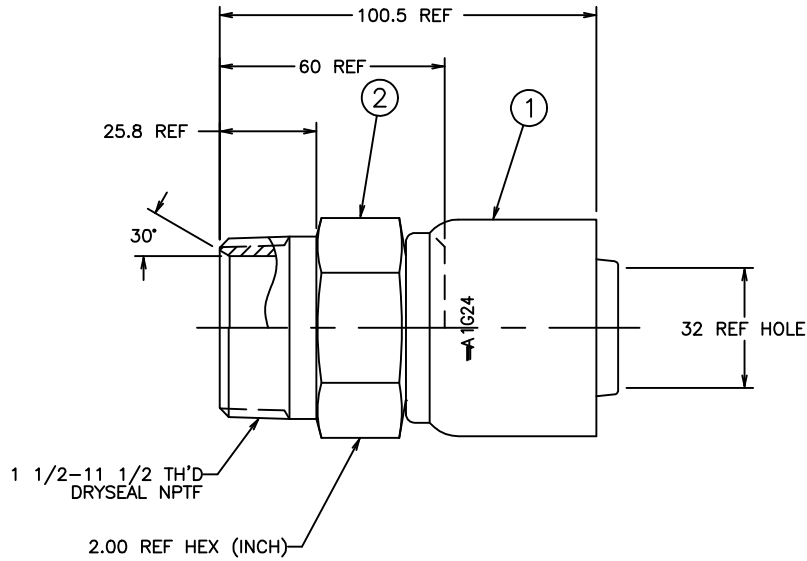 100.5 REF
60 REF
2
1
25.8 REF
30°
A1G24
32 REF HOLE
1 1/2-11 1/2 TH'D
DRYSEAL NPTF
2.00 REF HEX (INCH)